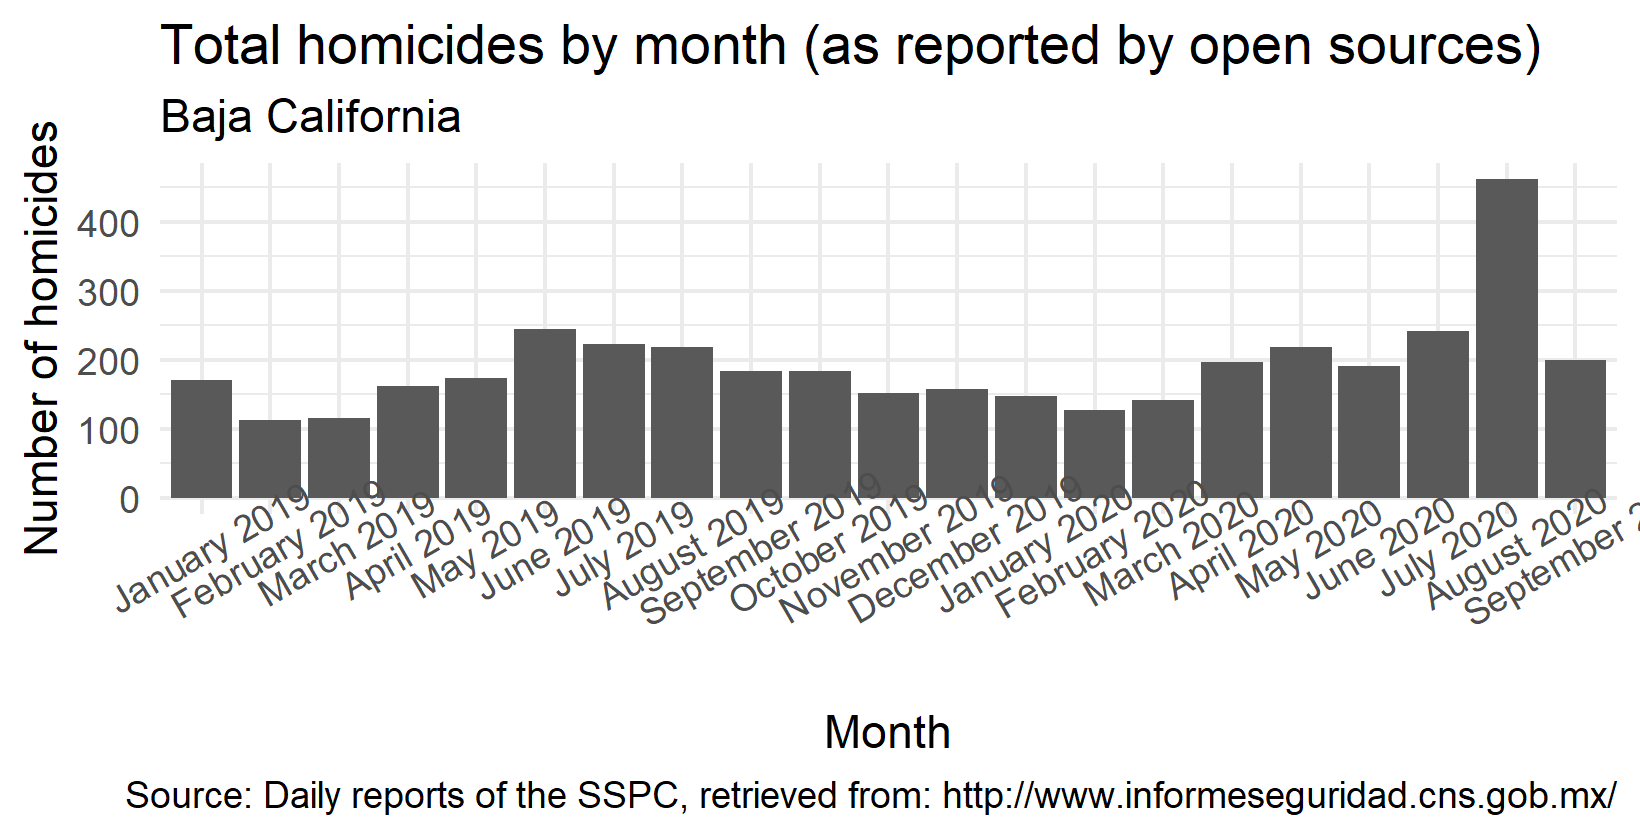 Total homicides by month (as reported by open sources)
Baja California
Number of homicides
400
300
200
100
0
January 2019
February 2019
March 2019
April 2019
May 2019
June 2019
July 2019
August 2019
September 2019
October 2019
November 2019
December 2019
January 2020
February 2020
March 2020
April 2020
May 2020
June 2020
July 2020
August 2020
September 2
Month
Source: Daily reports of the SSPC, retrieved from: http://www.informeseguridad.cns.gob.mx/